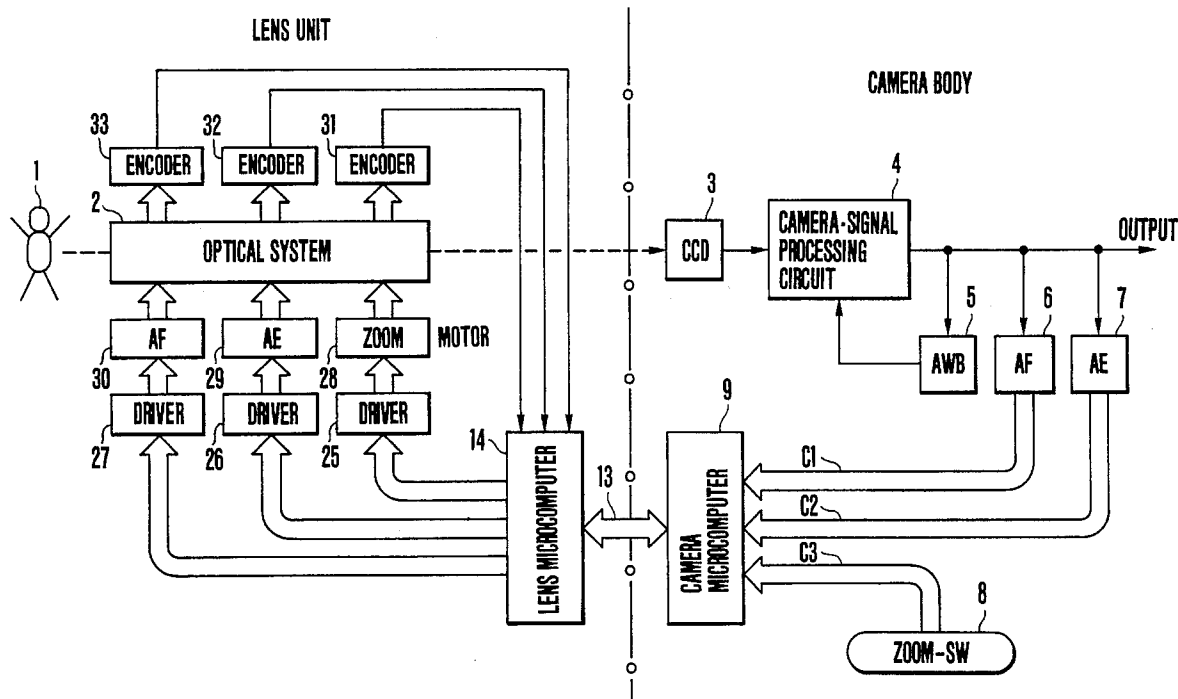 LENS UNIT
CAMERA BODY
33
32
31
ENCODER
ENCODER
ENCODER
1
2
OPTICAL SYSTEM
3
CCD
4
CAMERA-SIGNAL
PROCESSING
CIRCUIT
OUTPUT
5
6
7
AWB
AF
AE
AF
AE
ZOOM
MOTOR
30
29
28
DRIVER
DRIVER
DRIVER
27
26
25
14
LENS MICROCOMPUTER
13
9
CAMERA
MICROCOMPUTER
C1
C2
C3
8
ZOOM-SW